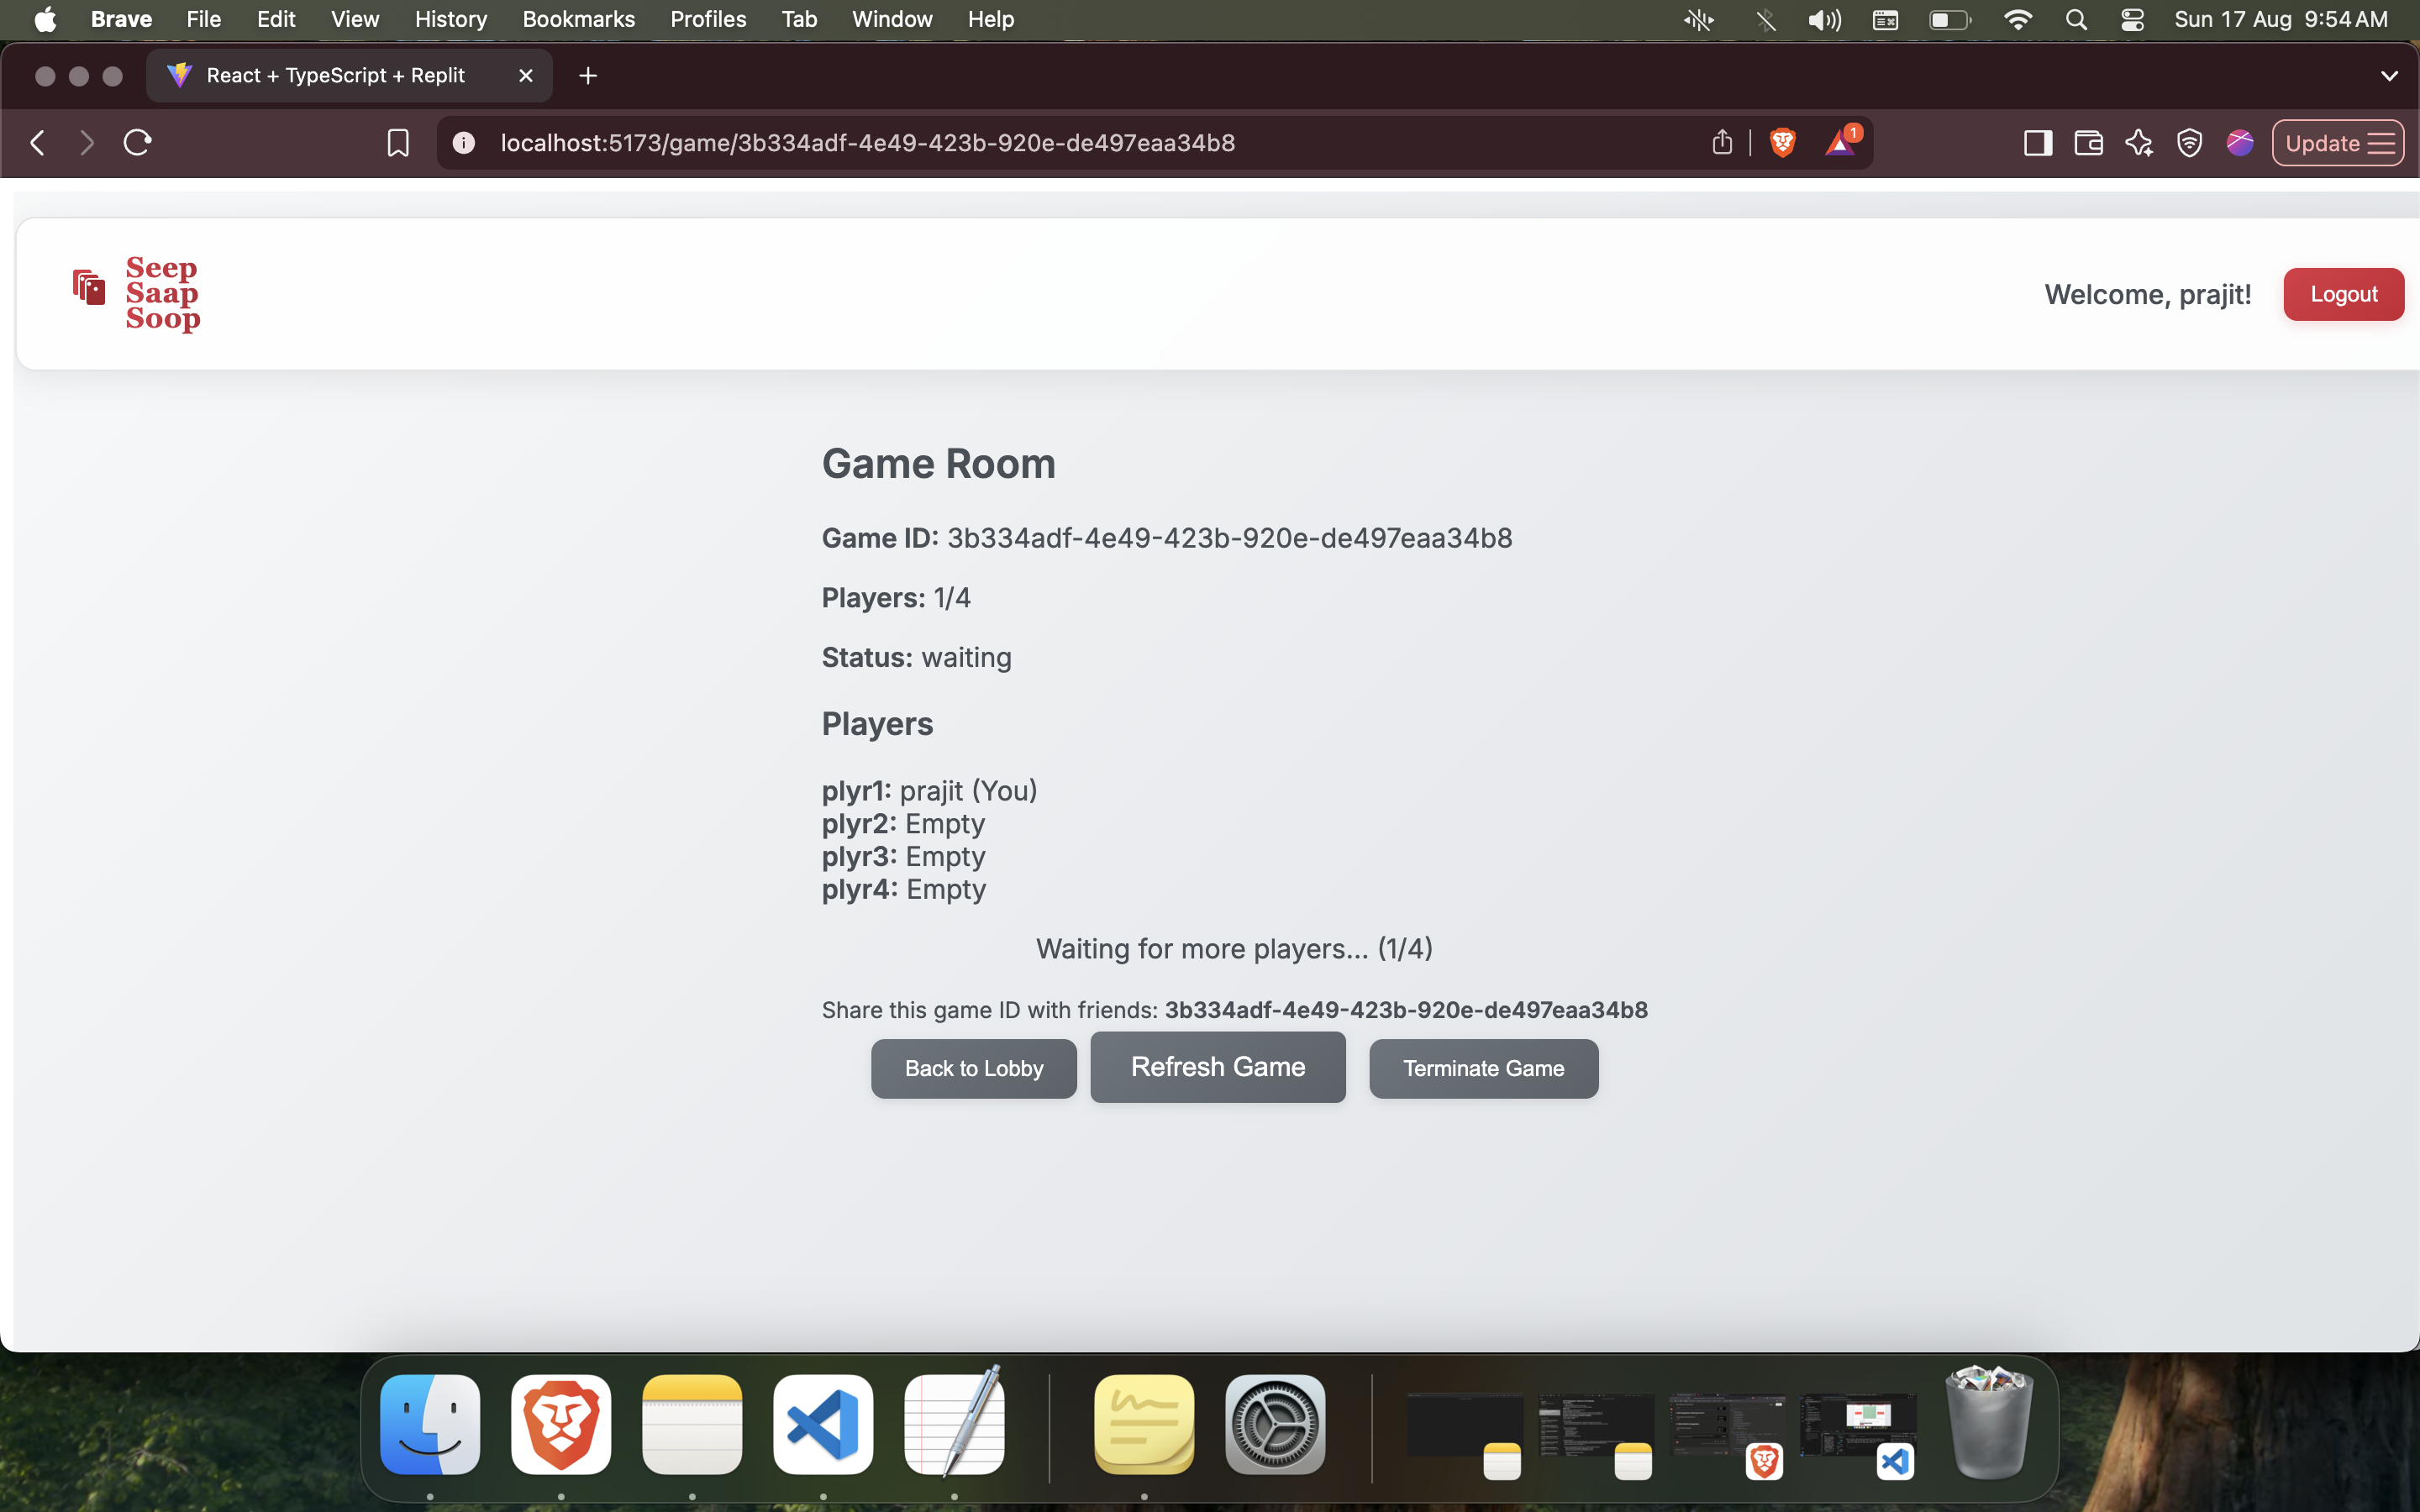 Brave File Edit View History Bookmarks Profiles Tab Window Help Sun 17 Aug 9:54 AM
React + TypeScript + Replit
localhost:5173/game/3b334adf-4e49-423b-920e-de497eaa34b8 1 Update
Seep
Saap
Soop
Welcome, prajit! Logout
Game Room
Game ID: 3b334adf-4e49-423b-920e-de497eaa34b8
Players: 1/4
Status: waiting
Players
plyr1: prajit (You)
plyr2: Empty
plyr3: Empty
plyr4: Empty
Waiting for more players... (1/4)
Share this game ID with friends: 3b334adf-4e49-423b-920e-de497eaa34b8
Back to Lobby Refresh Game Terminate Game